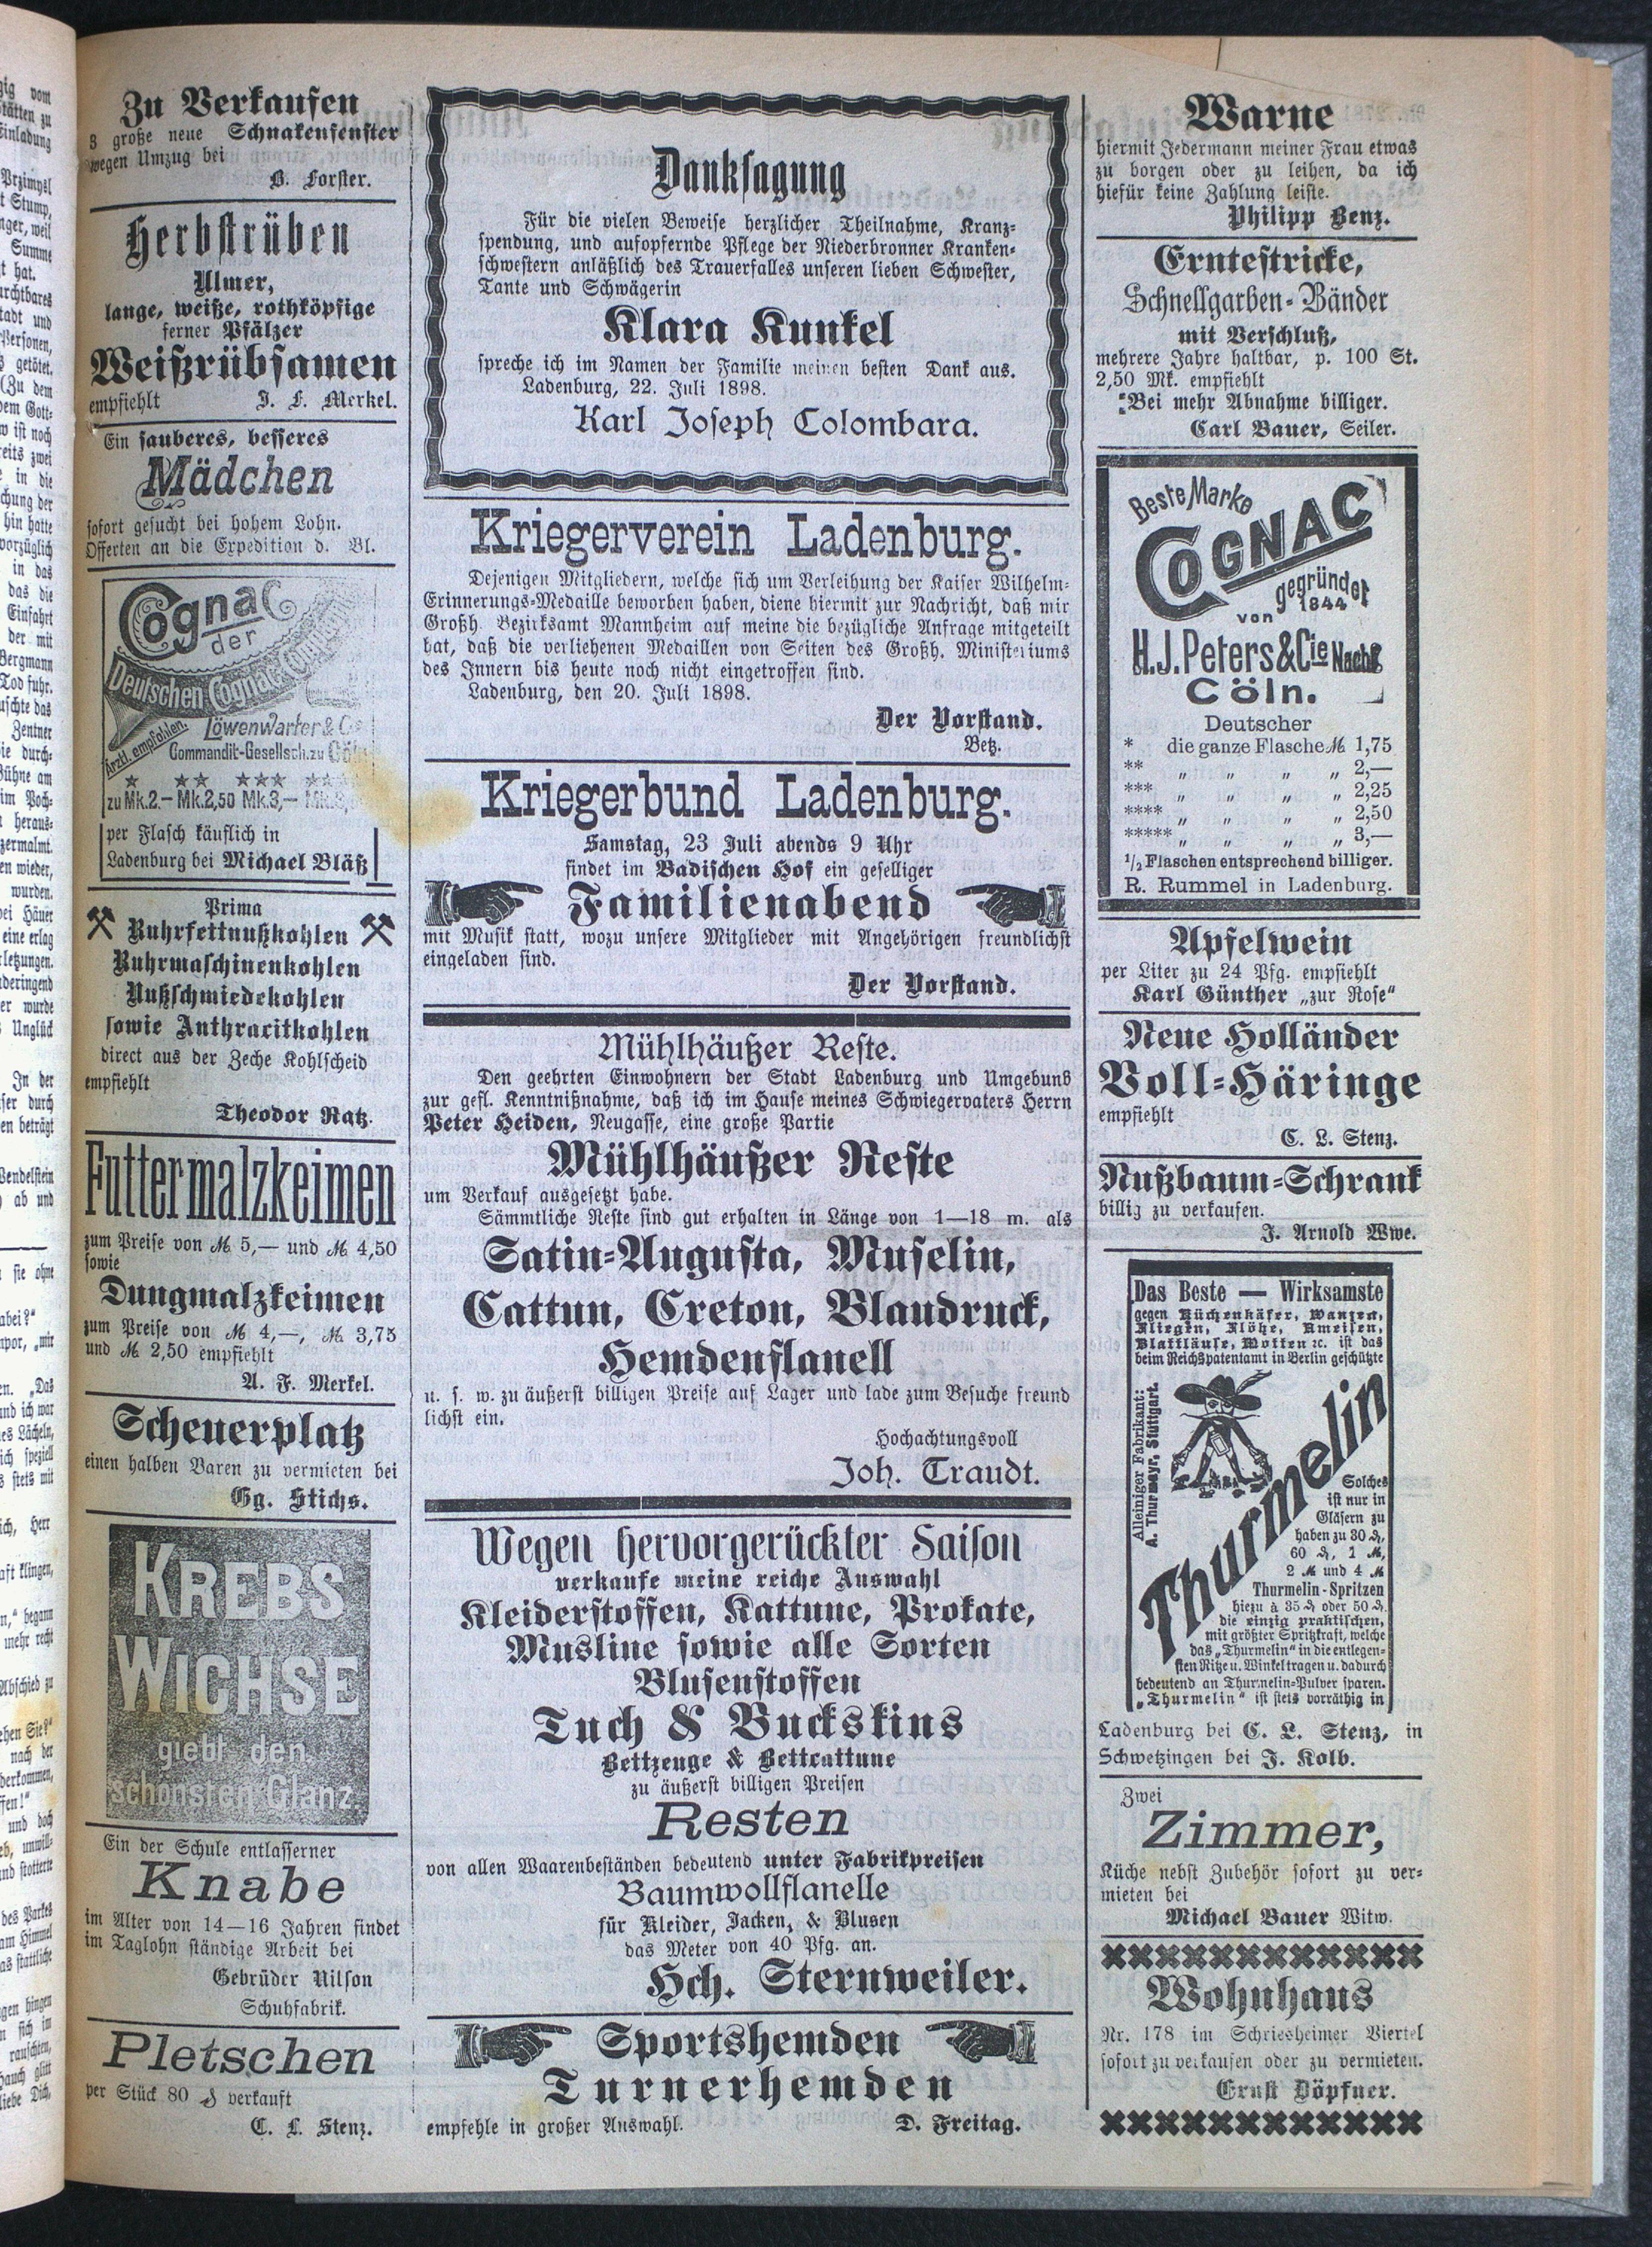 Zu Verkaufen
3 große neue Schnakenfenster
wegen Umzug bei
B. Forster.
Herbstrüben
Ulmer,
lange, weiße, rothköpfige
ferner Pfälzer
Weißrübsamen
empfiehlt J. F. Merkel.
Ein sauberes, besseres
Mädchen
sofort gesucht bei hohem Lohn.
Offerten an die Expedition d. Bl.
Cognac
der
Deutschen Cognac-Compagnie
Löwenwarter & Cie
Ärztl. empfohlen.
Commandit-Gesellsch. zu Cöln
* ** *** ****
zu Mk. 2.— Mk. 2,50 Mk. 3,—
per Flasch käuflich in
Ladenburg bei Michael Bläß
Prima
Ruhrfettnußkohlen
Ruhrmaschinenkohlen
Nußschmiedekohlen
sowie Anthracitkohlen
direct aus der Zeche Kohlscheid
empfiehlt
Theodor Ratz.
Futtermalzkeimen
zum Preise von M 5,— und M 4,50
sowie
Dungmalzkeimen
zum Preise von M 4,—, M 3,75
und M 2,50 empfiehlt
A. F. Merkel.
Scheuerplatz
einen halben Baren zu vermieten bei
Gg. Stichs.
KREBS
WICHSE
giebt den
schönsten Glanz.
Ein der Schule entlasserner
Knabe
im Alter von 14—16 Jahren findet
im Taglohn ständige Arbeit bei
Gebrüder Nilson
Schuhfabrik.
Pletschen
per Stück 80 ₰ verkauft
C. L. Stenz.
Danksagung
Für die vielen Beweise herzlicher Theilnahme, Kranz-
spendung, und aufopfernde Pflege der Niederbronner Kranken-
schwestern anläßlich des Trauerfalles unseren lieben Schwester,
Tante und Schwägerin
Klara Kunkel
spreche ich im Namen der Familie meinen besten Dank aus.
Ladenburg, 22. Juli 1898.
Karl Joseph Colombara.
Kriegerverein Ladenburg.
Dejenigen Mitgliedern, welche sich um Verleihung der Kaiser Wilhelm-
Erinnerungs-Medaille beworben haben, diene hiermit zur Nachricht, daß mir
Großh. Bezirksamt Mannheim auf meine die bezügliche Anfrage mitgeteilt
hat, daß die verliehenen Medaillen von Seiten des Großh. Ministeriums
des Innern bis heute noch nicht eingetroffen sind.
Ladenburg, den 20. Juli 1898.
Der Vorstand.
Betz.
Kriegerbund Ladenburg.
Samstag, 23 Juli abends 9 Uhr
findet im Badischen Hof ein geselliger
Familienabend
mit Musik statt, wozu unsere Mitglieder mit Angehörigen freundlichst
eingeladen sind.
Der Vorstand.
Mühlhäußer Reste.
Den geehrten Einwohnern der Stadt Ladenburg und Umgebuns
zur gefl. Kenntnißnahme, daß ich im Hause meines Schwiegervaters Herrn
Peter Heiden, Neugasse, eine große Partie
Mühlhäußer Reste
um Verkauf ausgesetzt habe.
Sämmtliche Reste sind gut erhalten in Länge von 1—18 m. als
Satin-Augusta, Muselin,
Cattun, Creton, Blaudruck,
Hemdenflanell
u. s. w. zu äußerst billigen Preise auf Lager und lade zum Besuche freund
lichst ein.
Hochachtungsvoll
Joh. Traudt.
Wegen hervorgerückter Saison
verkaufe meine reiche Auswahl
Kleiderstoffen, Kattune, Prokate,
Musline sowie alle Sorten
Blusenstoffen
Tuch & Buckskins
Bettzeuge & Bettcattune
zu äußerst billigen Preisen
Resten
von allen Waarenbeständen bedeutend unter Fabrikpreisen
Baumwollflanelle
für Kleider, Jacken, & Blusen
das Meter von 40 Pfg. an.
Hch. Sternweiler.
Sportshemden
Turnerhemden
empfehle in großer Auswahl. D. Freitag.
Warne
hiermit Jedermann meiner Frau etwas
zu borgen oder zu leihen, da ich
hiefür keine Zahlung leiste.
Philipp Benz.
Erntestricke,
Schnellgarben-Bänder
mit Verschluß,
mehrere Jahre haltbar, p. 100 St.
2,50 Mk. empfiehlt
Bei mehr Abnahme billiger.
Carl Bauer, Seiler.
Beste Marke
COGNAC
gegründet
1844
von
H. J. Peters & Cie Nachf
Cöln.
Deutscher
* die ganze Flasche M 1,75
** „ „ „ „ 2,—
*** „ „ „ „ 2,25
**** „ „ „ „ 2,50
***** „ „ „ „ 3,—
1/2 Flaschen entsprechend billiger.
R. Rummel in Ladenburg.
Apfelwein
per Liter zu 24 Pfg. empfiehlt
Karl Günther „zur Rose“
Neue Holländer
Voll-Häringe
empfiehlt
C. L. Stenz.
Nußbaum-Schrank
billig zu verkaufen.
J. Arnold Wwe.
Das Beste — Wirksamste
gegen Küchenkäfer, Wanzen,
Fliegen, Flöhe, Ameisen,
Blattläuse, Motten ꝛc. ist das
beim Reichspatentamt in Berlin geschützte
Alleiniger Fabrikant:
A. Thurmayr, Stuttgart.
Thurmelin
Solches
ist nur in
Gläsern zu
haben zu 30 ₰,
60 ₰, 1 M,
2 M und 4 M
Thurmelin-Spritzen
hiezu à 35 ₰ oder 50 ₰,
die einzig praktischen,
mit größter Spritzkraft, welche
das „Thurmelin“ in die entlegen-
sten Ritze u. Winkel tragen u. dadurch
bedeutend an Thurmelin-Pulver sparen.
„Thurmelin“ ist stets vorräthig in
Ladenburg bei C. L. Stenz, in
Schwetzingen bei J. Kolb.
Zwei
Zimmer,
Küche nebst Zubehör sofort zu ver-
mieten bei
Michael Bauer Witw.
Wohnhaus
Nr. 178 im Schriesheimer Viertel
sofort zu verkaufen oder zu vermieten.
Ernst Döpfner.